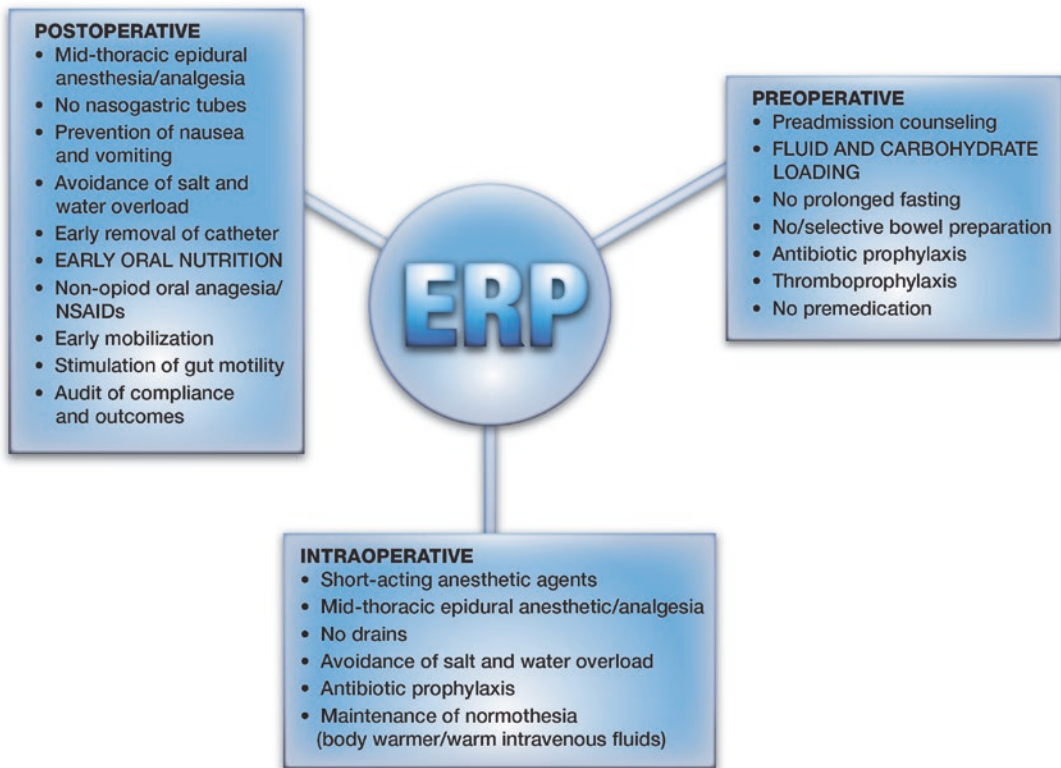 POSTOPERATIVE
• Mid-thoracic epidural
anesthesia/analgesia
• No nasogastric tubes
• Prevention of nausea
and vomiting
• Avoidance of salt and
water overload
• Early removal of catheter
• EARLY ORAL NUTRITION
• Non-opiod oral anagesia/
NSAIDs
• Early mobilization
• Stimulation of gut motility
• Audit of compliance
and outcomes
ERP
PREOPERATIVE
• Preadmission counseling
• FLUID AND CARBOHYDRATE
LOADING
• No prolonged fasting
• No/selective bowel preparation
• Antibiotic prophylaxis
• Thromboprophylaxis
• No premedication
INTRAOPERATIVE
• Short-acting anesthetic agents
• Mid-thoracic epidural anesthetic/analgesia
• No drains
• Avoidance of salt and water overload
• Antibiotic prophylaxis
• Maintenance of normothesia
(body warmer/warm intravenous fluids)